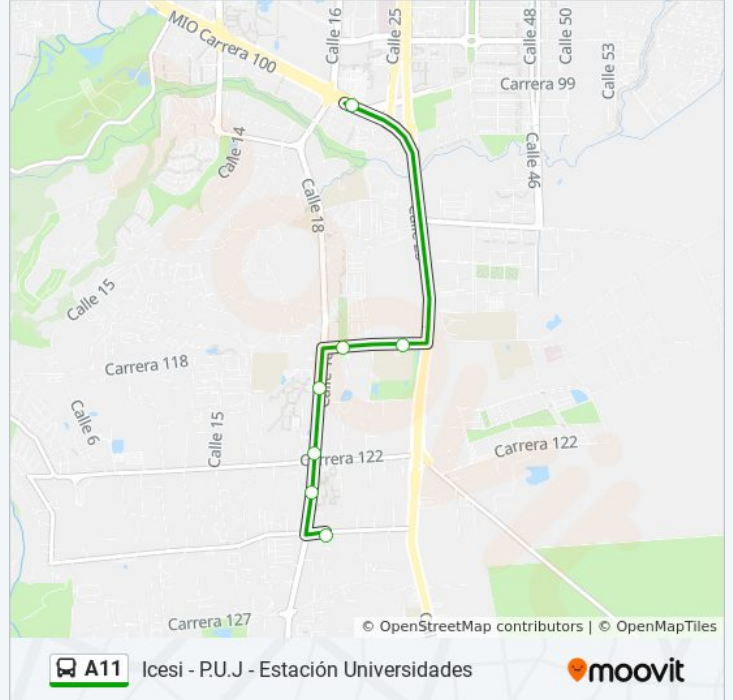 MIO Carrera 100
Calle 16
Calle 25
Calle 48
Calle 50
Calle 53
Carrera 99
Calle 14
Calle 46
Calle 18
Calle 15
Carrera 118
Calle 6
Calle 15
Carrera 122
Carrera 122
Carrera 127
© OpenStreetMap contributors | © OpenMapTiles
A11 Icesi - P.U.J - Estación Universidades
moovit